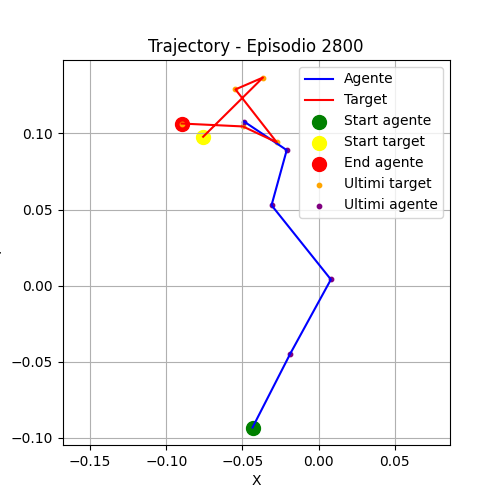 Trajectory - Episodio 2800
Agente
Target
Start agente
Start target
End agente
Ultimi target
Ultimi agente
0.10
0.05
0.00
−0.05
−0.10
−0.15
−0.10
−0.05
0.00
0.05
X